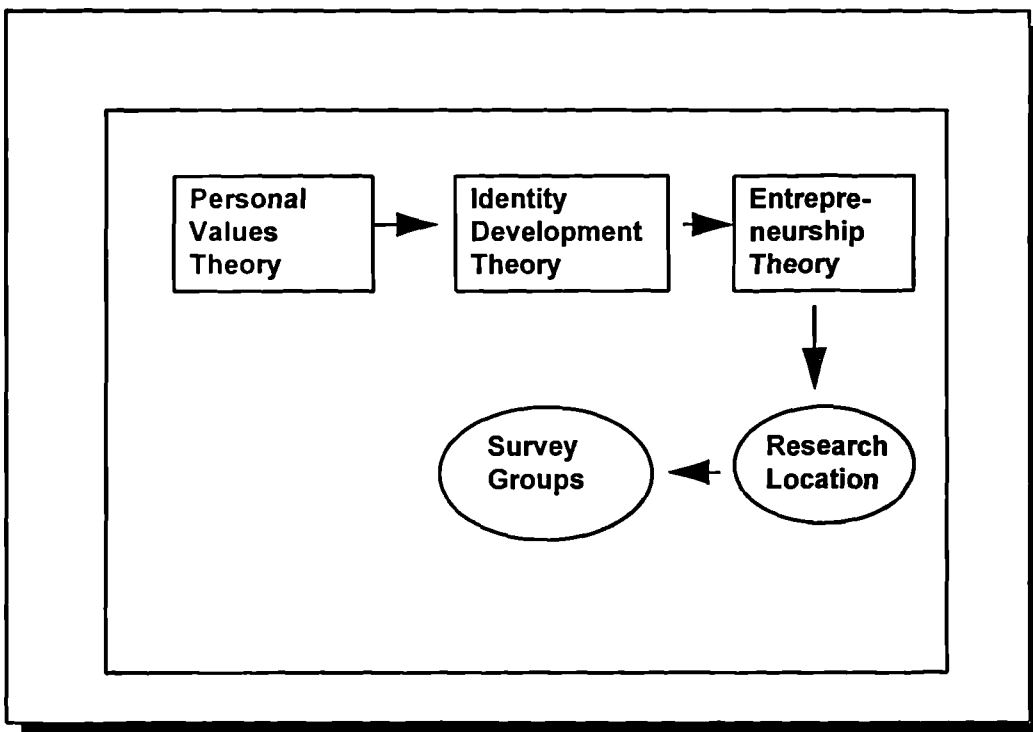 Personal
Values
Theory
Identity
Development
Theory
Entrepre-
neurship
Theory
Survey
Groups
Research
Location